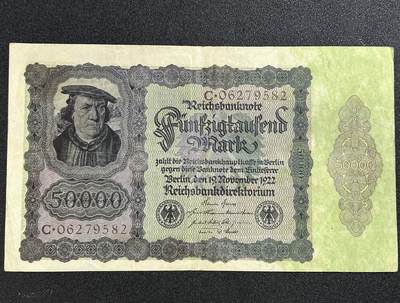 C·06279582
Reichsbanknote
Fünfzigtausend
Mark
zahlt die Reichsbankhauptkasse in Berlin
gegen diese Banknote dem Einlieferer
Berlin, den 19. November 1922
Reichsbankdirektorium
50000
C·06279582
50000